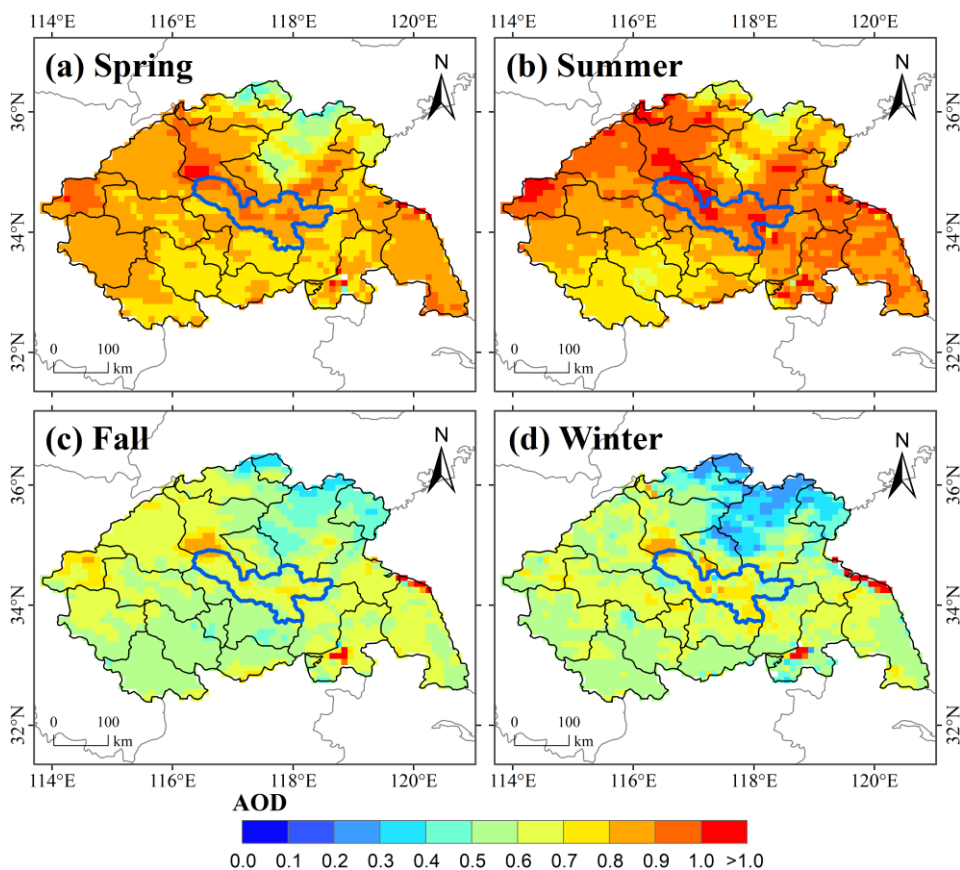 114°E 116°E 118°E 120°E 114°E 116°E 118°E 120°E
(a) Spring N (b) Summer N
36°N 36°N
34°N 34°N
32°N 32°N
0 100 0 100
km km
(c) Fall N (d) Winter N
36°N 36°N
34°N 34°N
32°N 32°N
0 100 0 100
km km
114°E 116°E 118°E 120°E 114°E 116°E 118°E 120°E
AOD
0.0 0.1 0.2 0.3 0.4 0.5 0.6 0.7 0.8 0.9 1.0 >1.0